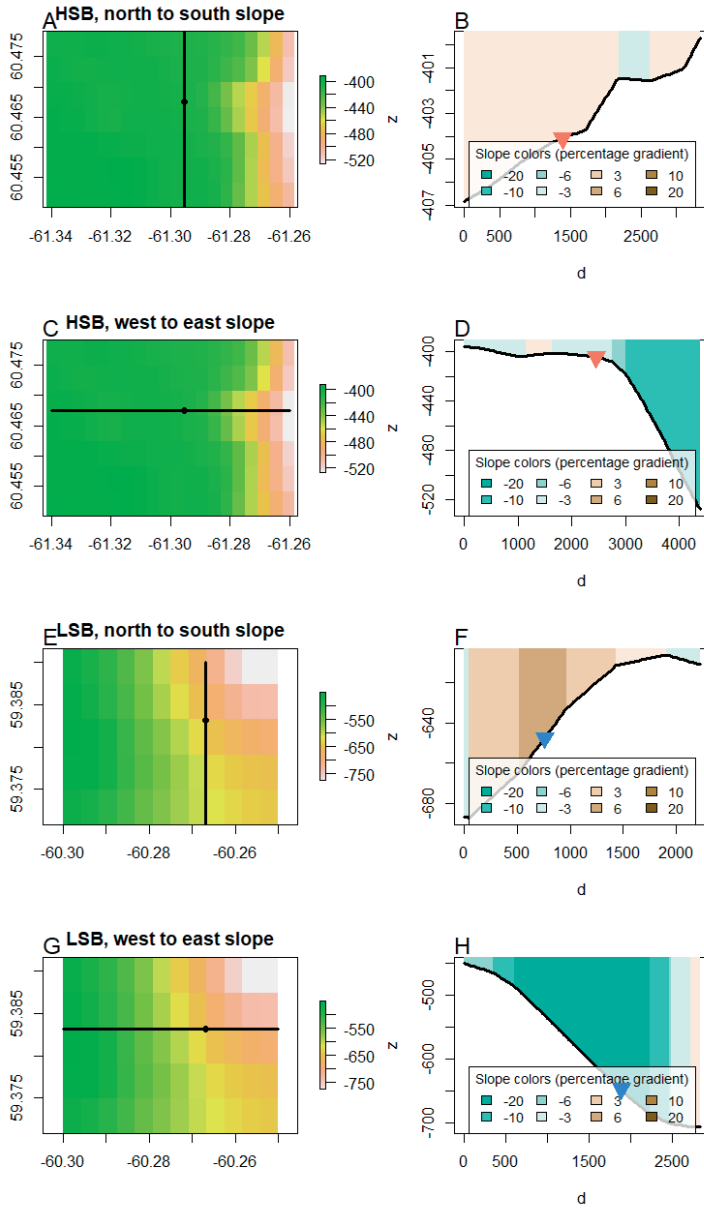 A HSB, north to south slope
60.475
60.465
60.455
-61.34 -61.32 -61.30 -61.28 -61.26
-400
-440
-480
-520
z
B
-401
-403
-405
-407
Slope colors (percentage gradient)
-20 -6 3 10
-10 -3 6 20
0 500 1500 2500
d
C HSB, west to east slope
60.475
60.465
60.455
-61.34 -61.32 -61.30 -61.28 -61.26
-400
-440
-480
-520
z
D
-400
-440
-480
-520
Slope colors (percentage gradient)
-20 -6 3 10
-10 -3 6 20
0 1000 2000 3000 4000
d
E LSB, north to south slope
59.385
59.375
-60.30 -60.28 -60.26
-550
-650
-750
z
F
-640
-680
Slope colors (percentage gradient)
-20 -6 3 10
-10 -3 6 20
0 500 1000 1500 2000
d
G LSB, west to east slope
59.385
59.375
-60.30 -60.28 -60.26
-550
-650
-750
z
H
-500
-600
-700
Slope colors (percentage gradient)
-20 -6 3 10
-10 -3 6 20
0 500 1500 2500
d